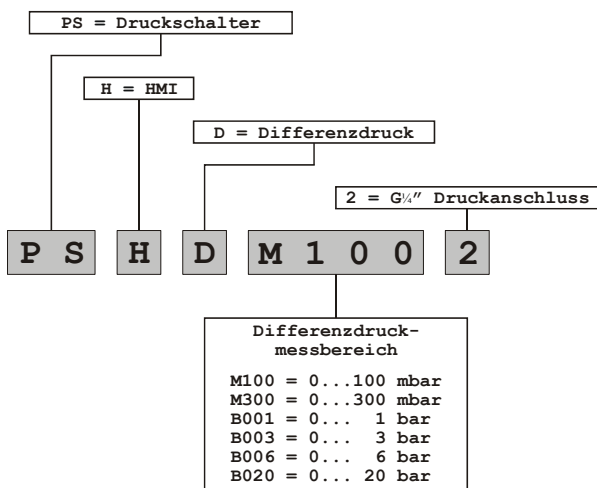 PS = Druckschalter
H = HMI
D = Differenzdruck
2 = G¼" Druckanschluss
P S H D M 1 0 0 2
Differenzdruck-
messbereich
M100 = 0...100 mbar
M300 = 0...300 mbar
B001 = 0... 1 bar
B003 = 0... 3 bar
B006 = 0... 6 bar
B020 = 0... 20 bar